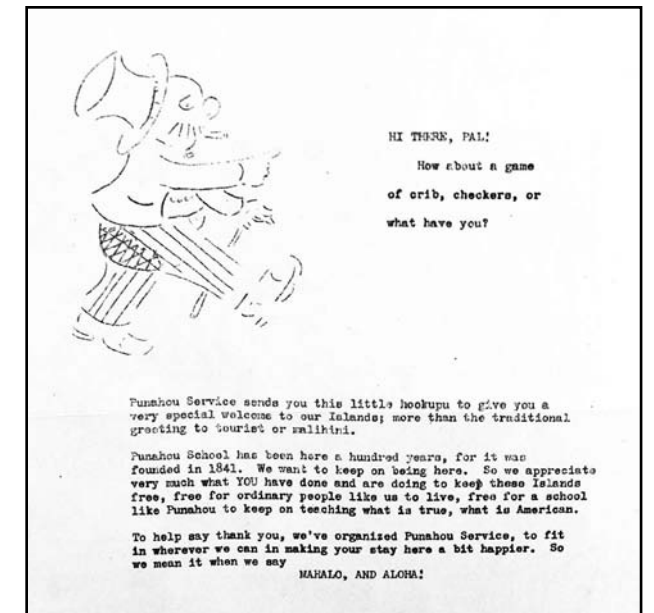 HI THERE, PAL!
How about a game
of crib, checkers, or
what have you?
Punahou Service sends you this little hookupu to give you a
very special welcome to our Islands; more than the traditional
greeting to tourist or malihini.
Punahou School has been here a hundred years, for it was
founded in 1841. We want to keep on being here. So we appreciate
very much what YOU have done and are doing to keep these Islands
free, free for ordinary people like us to live, free for a school
like Punahou to keep on teaching what is true, what is American.
To help say thank you, we've organized Punahou Service, to fit
in wherever we can in making your stay here a bit happier. So
we mean it when we say
MAHALO, AND ALOHA!